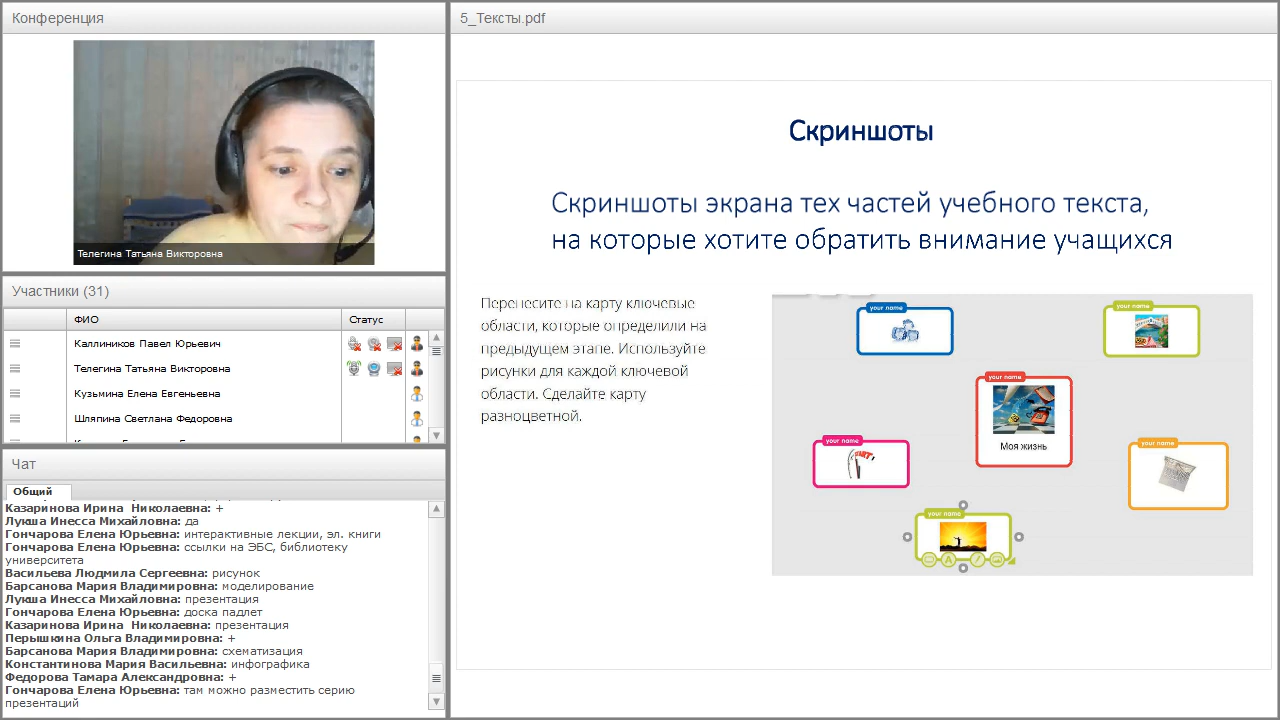 Конференция
Телегина Татьяна Викторовна
Участники (31)
ФИО
Статус
Каллиников Павел Юрьевич
Телегина Татьяна Викторовна
Кузьмина Елена Евгеньевна
Шляпина Светлана Федоровна
Чат
Общий
Казаринова Ирина Николаевна: +
Лукша Инесса Михайловна: да
Гончарова Елена Юрьевна: интерактивные лекции, эл. книги
Гончарова Елена Юрьевна: ссылки на ЭБС, библиотеку
университета
Васильева Людмила Сергеевна: рисунок
Барсанова Мария Владимировна: моделирование
Лукша Инесса Михайловна: презентация
Гончарова Елена Юрьевна: доска падлет
Казаринова Ирина Николаевна: презентация
Перышкина Ольга Владимировна: +
Барсанова Мария Владимировна: схематизация
Константинова Мария Васильевна: инфографика
Федорова Тамара Александровна: +
Гончарова Елена Юрьевна: там можно разместить серию
презентаций
5_Тексты.pdf
Скриншоты
Скриншоты экрана тех частей учебного текста,
на которые хотите обратить внимание учащихся
Перенесите на карту ключевые
области, которые определили на
предыдущем этапе. Используйте
рисунки для каждой ключевой
области. Сделайте карту
разноцветной.
your name
your name
your name
Моя жизнь
your name
your name
your name